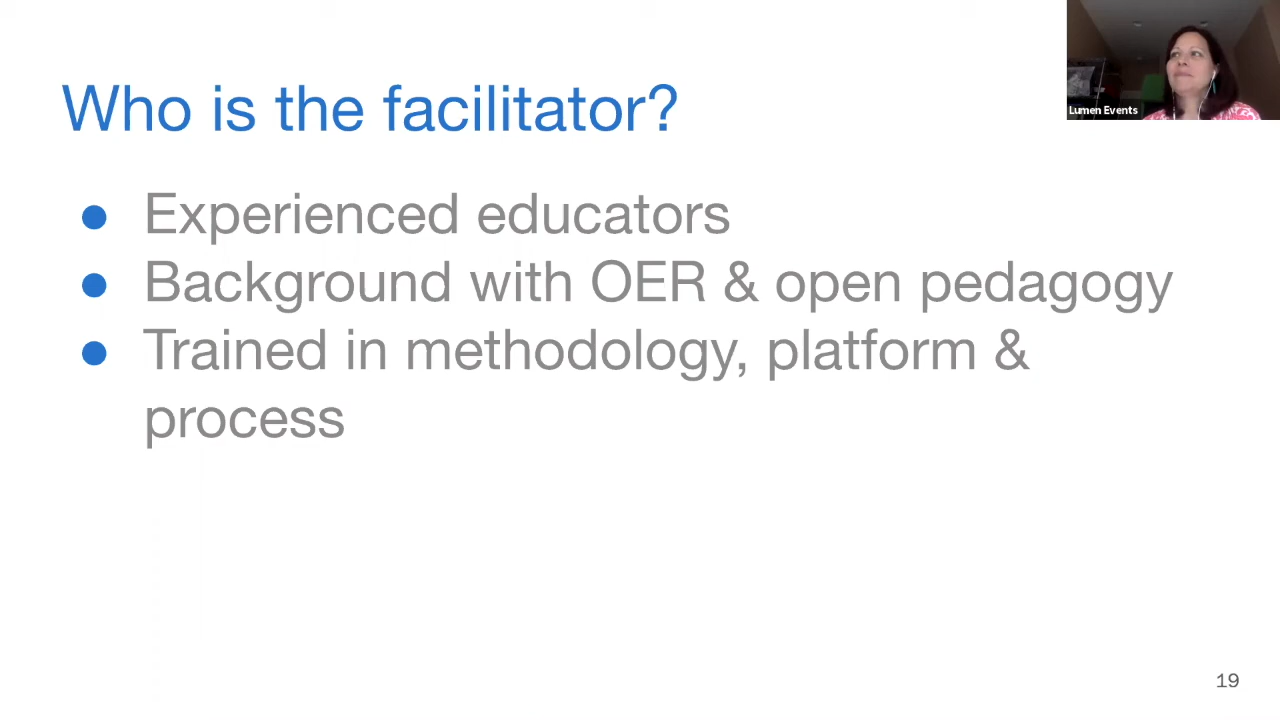 Who is the facilitator?
Lumen Events
● Experienced educators
● Background with OER & open pedagogy
● Trained in methodology, platform &
process
19